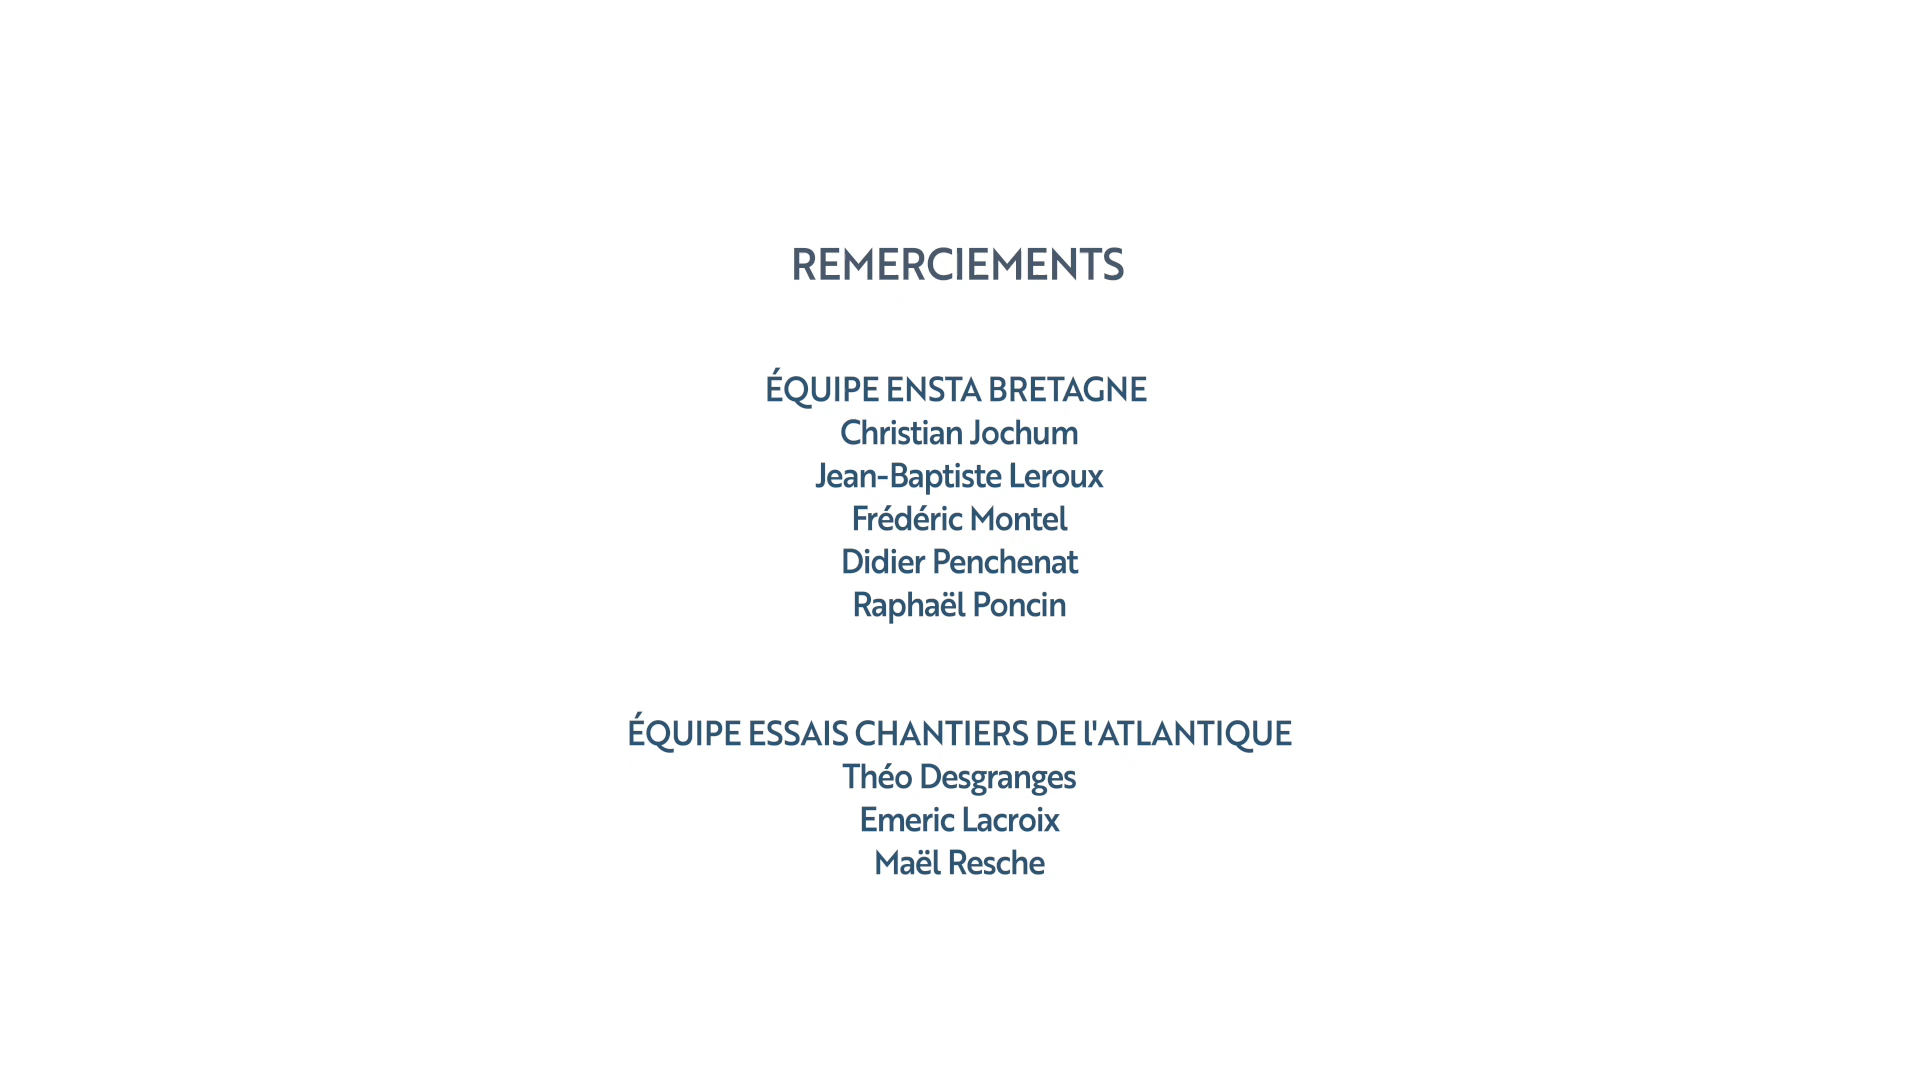 REMERCIEMENTS
ÉQUIPE ENSTA BRETAGNE
Christian Jochum
Jean-Baptiste Leroux
Frédéric Montel
Didier Penchenat
Raphaël Poncin
ÉQUIPE ESSAIS CHANTIERS DE l'ATLANTIQUE
Théo Desgranges
Emeric Lacroix
Maël Resche